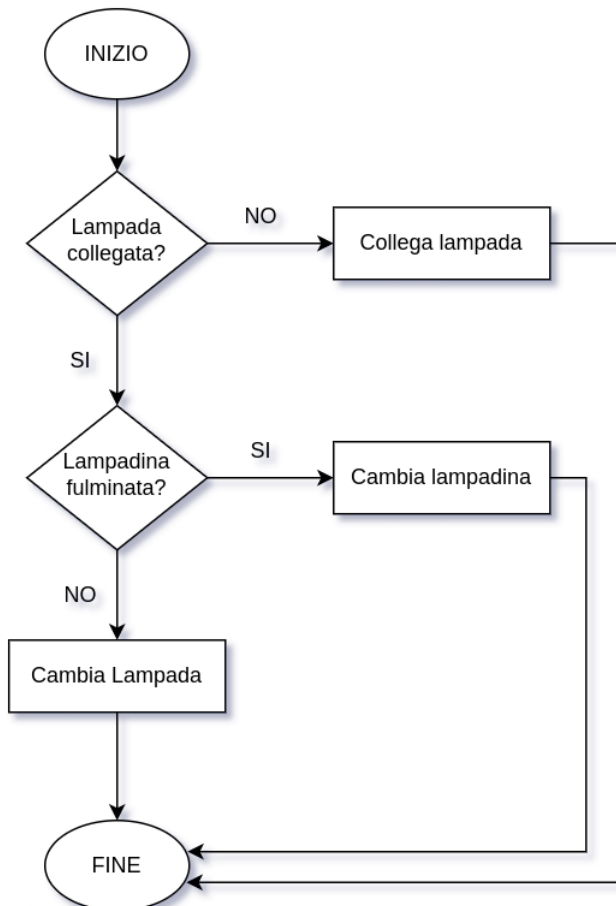 INIZIO
Lampada
collegata?
NO
Collega lampada
SI
Lampadina
fulminata?
SI
Cambia lampadina
NO
Cambia Lampada
FINE